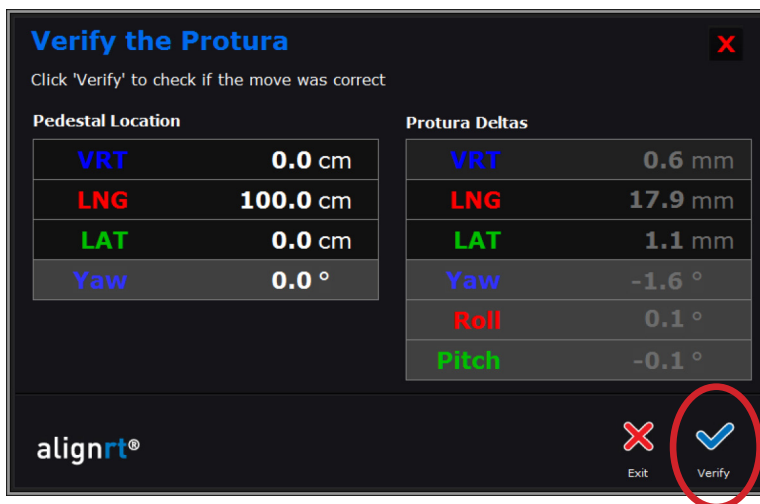 Verify the Protura
X
Click 'Verify' to check if the move was correct
Pedestal Location
VRT 0.0 cm
LNG 100.0 cm
LAT 0.0 cm
Yaw 0.0 °
Protura Deltas
VRT 0.6 mm
LNG 17.9 mm
LAT 1.1 mm
Yaw -1.6 °
Roll 0.1 °
Pitch -0.1 °
alignrt®
Exit
Verify